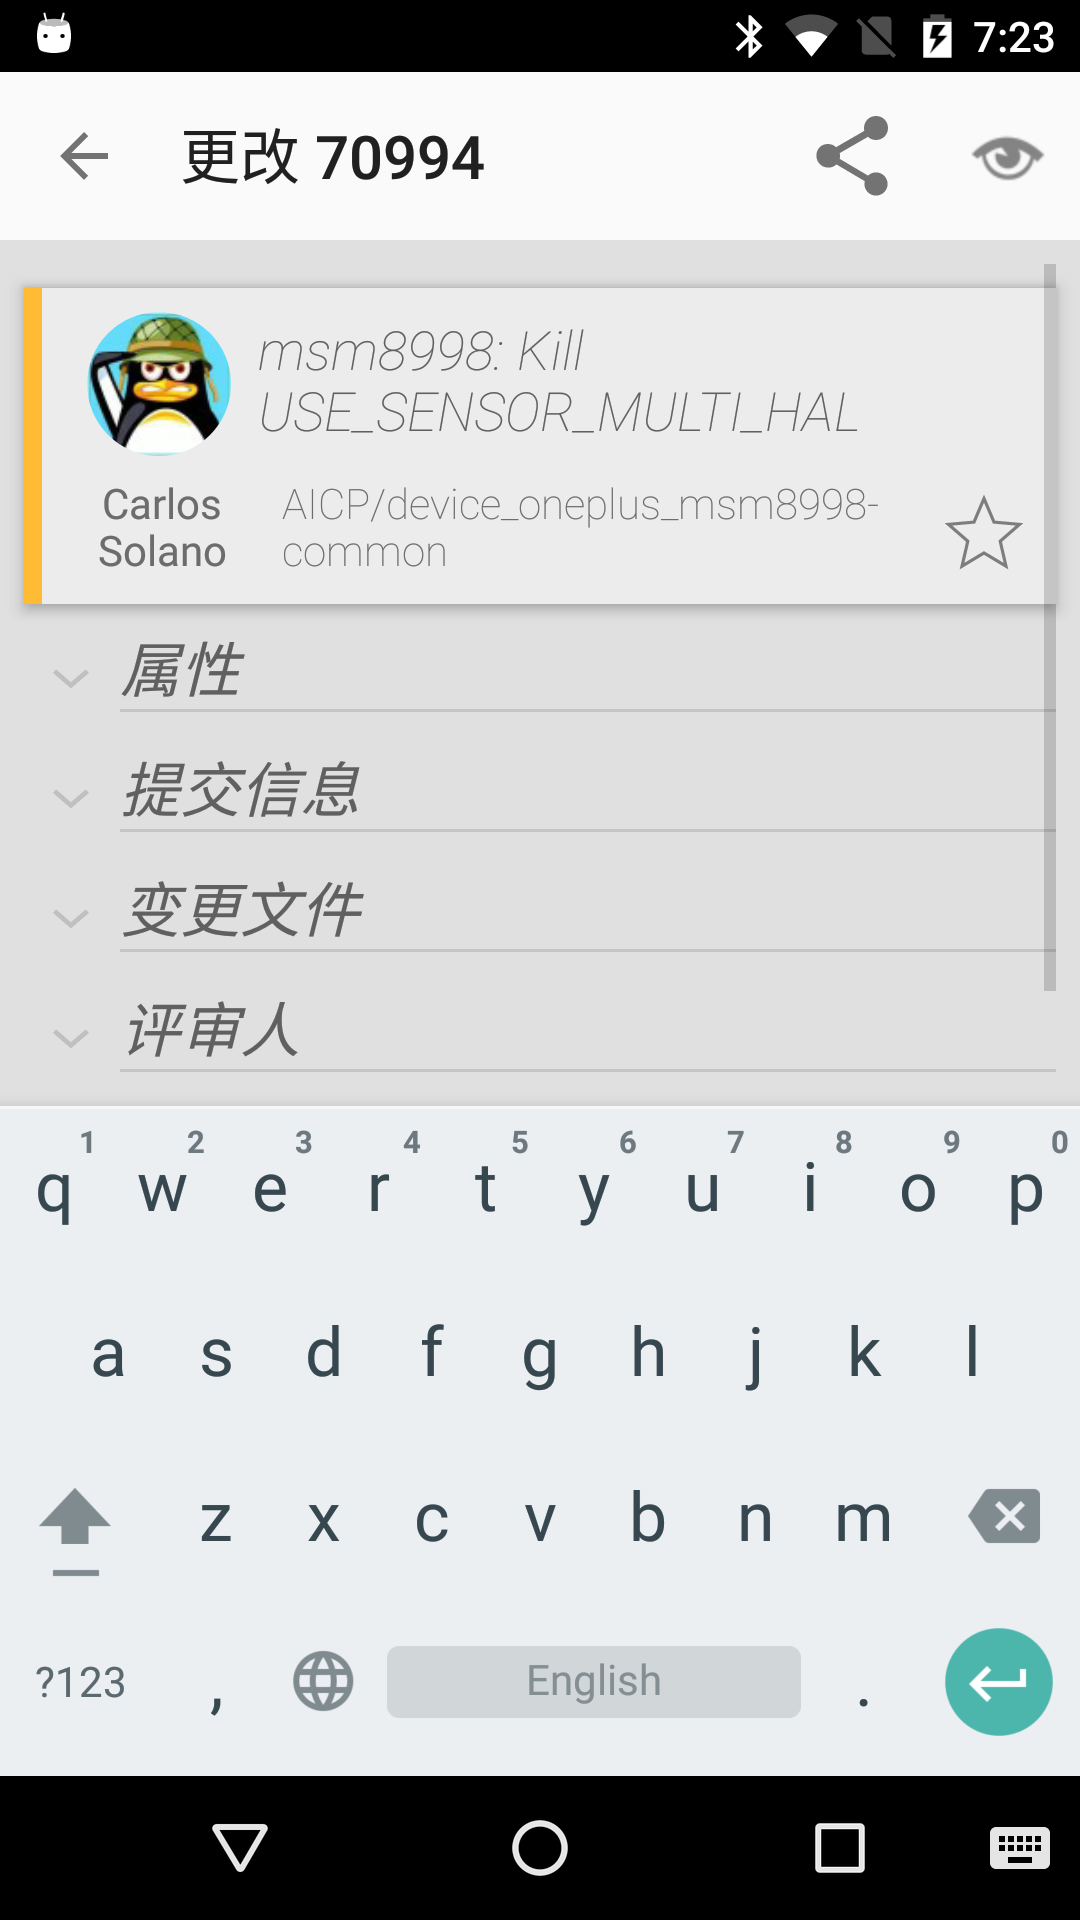 7:23
更改 70994
msm8998: Kill
USE_SENSOR_MULTI_HAL
Carlos
Solano
AICP/device_oneplus_msm8998-
common
属性
提交信息
变更文件
评审人
1 2 3 4 5 6 7 8 9 0
q w e r t y u i o p
a s d f g h j k l
z x c v b n m
?123 , English .